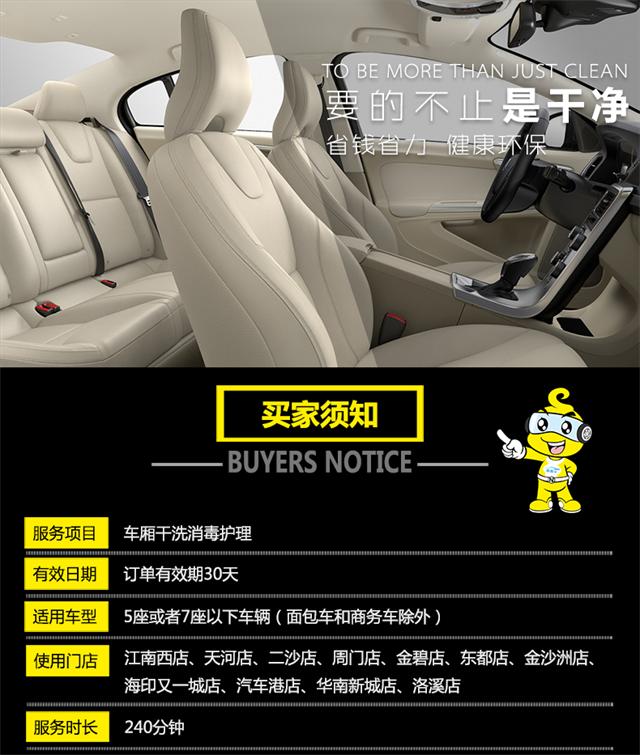 TO BE MORE THAN JUST CLEAN
要的不止是干净
省钱省力 健康环保
买家须知
BUYERS NOTICE
服务项目 车厢干洗消毒护理
有效日期 订单有效期30天
适用车型 5座或者7座以下车辆（面包车和商务车除外）
使用门店 江南西店、天河店、二沙店、周门店、金碧店、东都店、金沙洲店、
海印又一城店、汽车港店、华南新城店、洛溪店
服务时长 240分钟